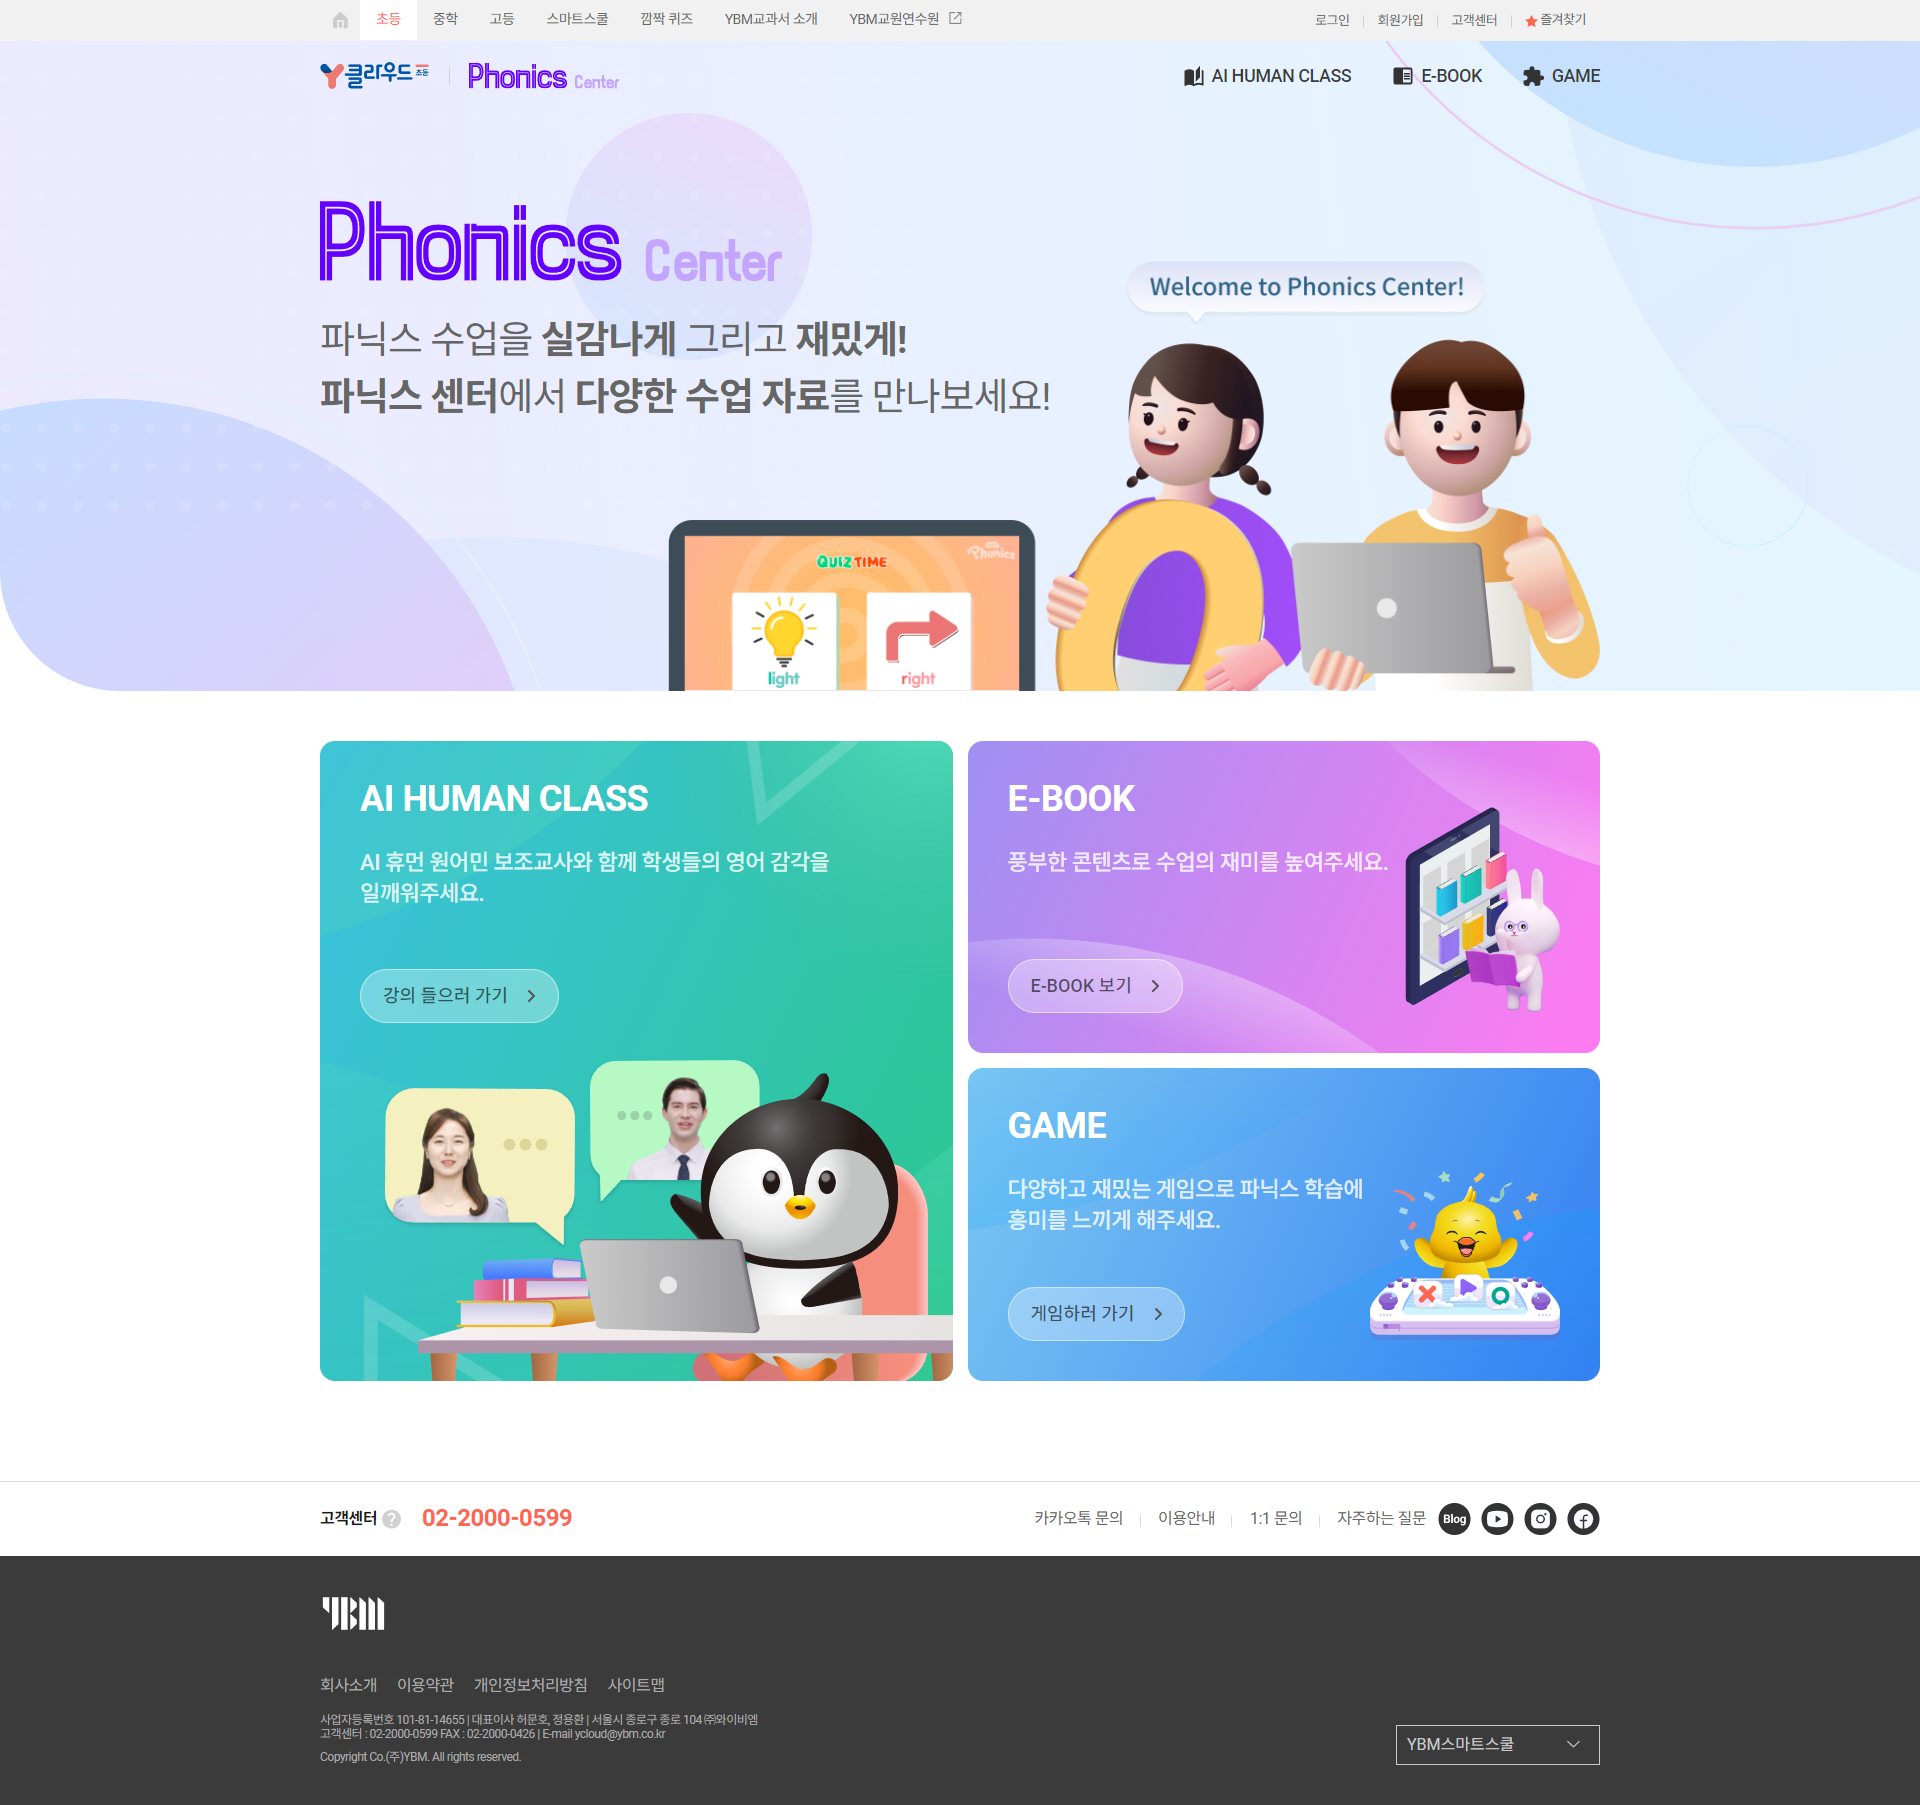 초등 중학 고등 스마트스쿨 깜짝 퀴즈 YBM교과서 소개 YBM교원연수원
로그인 회원가입 고객센터 즐겨찾기
Y클라우드 초등 Phonics Center
AI HUMAN CLASS E-BOOK GAME
Phonics Center
파닉스 수업을 실감나게 그리고 재밌게!
파닉스 센터에서 다양한 수업 자료를 만나보세요!
Welcome to Phonics Center!
Phonics
QUIZ TIME
light right
AI HUMAN CLASS
AI 휴먼 원어민 보조교사와 함께 학생들의 영어 감각을
일깨워주세요.
강의 들으러 가기
E-BOOK
풍부한 콘텐츠로 수업의 재미를 높여주세요.
E-BOOK 보기
GAME
다양하고 재밌는 게임으로 파닉스 학습에
흥미를 느끼게 해주세요.
게임하러 가기
고객센터 ? 02-2000-0599
카카오톡 문의 이용안내 1:1 문의 자주하는 질문 Blog
YBM
회사소개 이용약관 개인정보처리방침 사이트맵
사업자등록번호 101-81-14655 | 대표이사 허문호, 정용환 | 서울시 종로구 종로 104 ㈜와이비엠
고객센터 : 02-2000-0599 FAX : 02-2000-0426 | E-mail ycloud@ybm.co.kr
Copyright Co.(주)YBM. All rights reserved.
YBM스마트스쿨